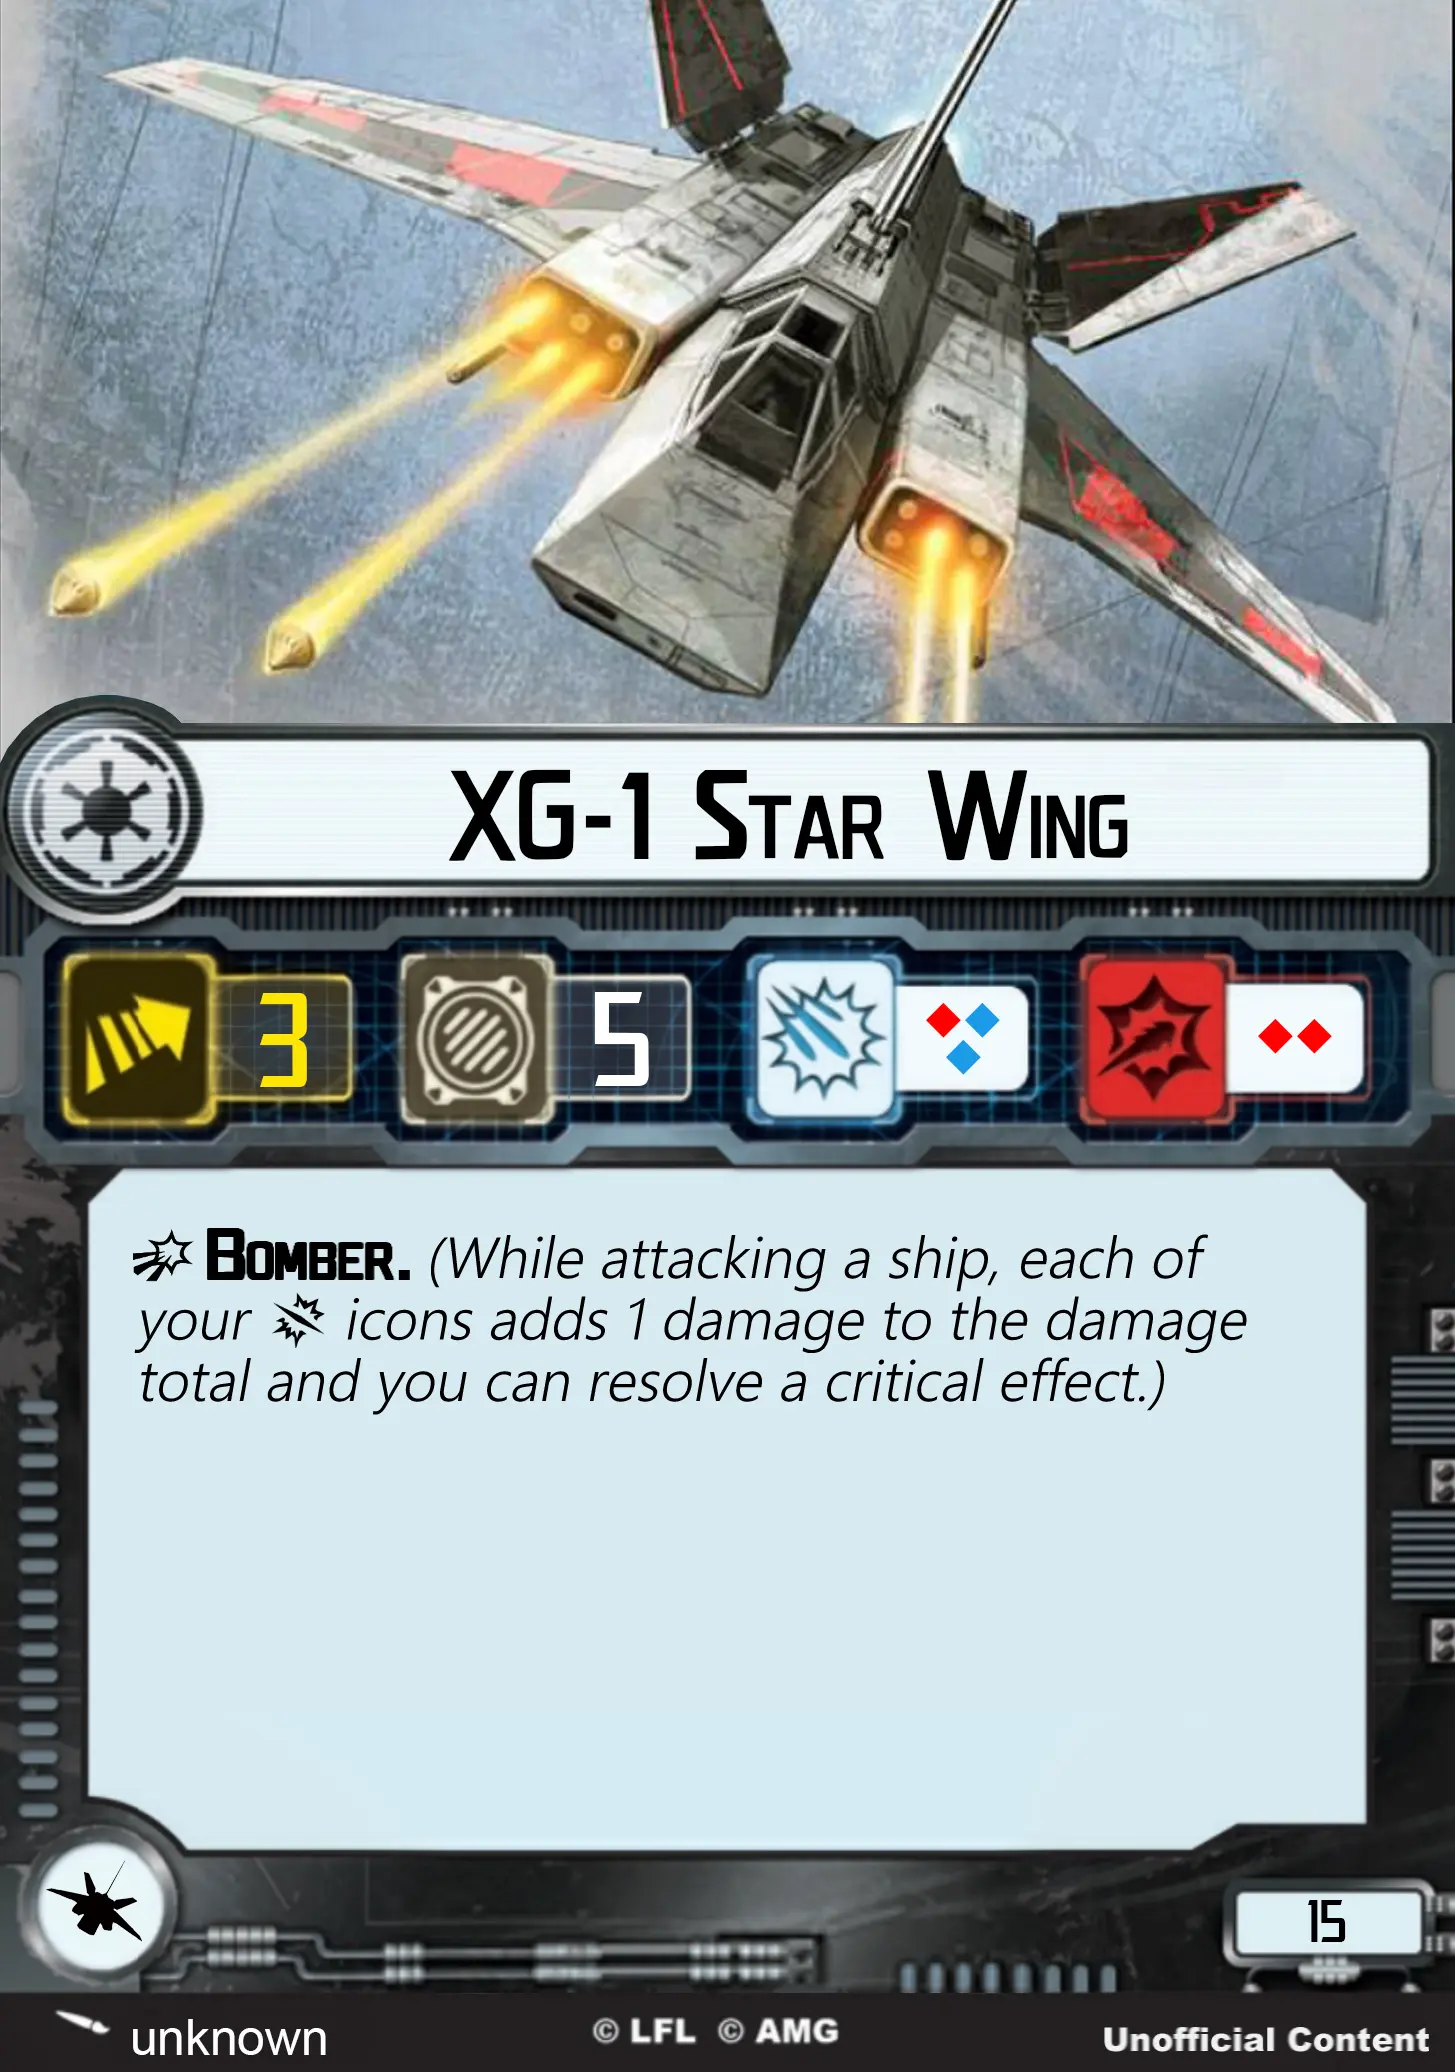 XG-1 Star Wing
3
5
Bomber. (While attacking a ship, each of
your icons adds 1 damage to the damage
total and you can resolve a critical effect.)
15
unknown
© LFL © AMG
Unofficial Content